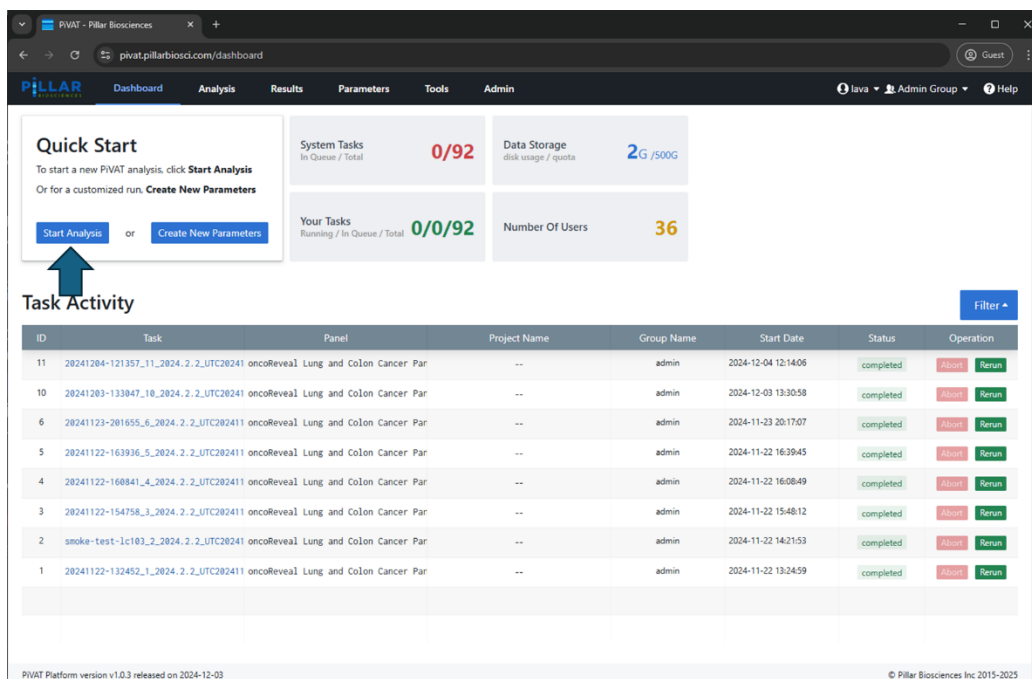 PiVAT - Pillar Biosciences
pivat.pillarbiosci.com/dashboard
Guest
PiLLAR
BIOSCIENCES
Dashboard Analysis Results Parameters Tools Admin
lava Admin Group Help
Quick Start
To start a new PiVAT analysis, click Start Analysis
Or for a customized run, Create New Parameters
Start Analysis or Create New Parameters
System Tasks
In Queue / Total
0/92
Data Storage
disk usage / quota
2G /500G
Your Tasks
Running / In Queue / Total
0/0/92
Number Of Users
36
Task Activity
Filter
ID Task Panel Project Name Group Name Start Date Status Operation
11 20241204-121357_11_2024.2.2_UTC20241 oncoReveal Lung and Colon Cancer Par -- admin 2024-12-04 12:14:06 completed Abort Rerun
10 20241203-133047_10_2024.2.2_UTC20241 oncoReveal Lung and Colon Cancer Par -- admin 2024-12-03 13:30:58 completed Abort Rerun
6 20241123-201655_6_2024.2.2_UTC202411 oncoReveal Lung and Colon Cancer Par -- admin 2024-11-23 20:17:07 completed Abort Rerun
5 20241122-163936_5_2024.2.2_UTC202411 oncoReveal Lung and Colon Cancer Par -- admin 2024-11-22 16:39:45 completed Abort Rerun
4 20241122-160841_4_2024.2.2_UTC202411 oncoReveal Lung and Colon Cancer Par -- admin 2024-11-22 16:08:49 completed Abort Rerun
3 20241122-154758_3_2024.2.2_UTC202411 oncoReveal Lung and Colon Cancer Par -- admin 2024-11-22 15:48:12 completed Abort Rerun
2 smoke-test-lc103_2_2024.2.2_UTC20241 oncoReveal Lung and Colon Cancer Par -- admin 2024-11-22 14:21:53 completed Abort Rerun
1 20241122-132452_1_2024.2.2_UTC202411 oncoReveal Lung and Colon Cancer Par -- admin 2024-11-22 13:24:59 completed Abort Rerun
PiVAT Platform version v1.0.3 released on 2024-12-03
© Pillar Biosciences Inc 2015-2025